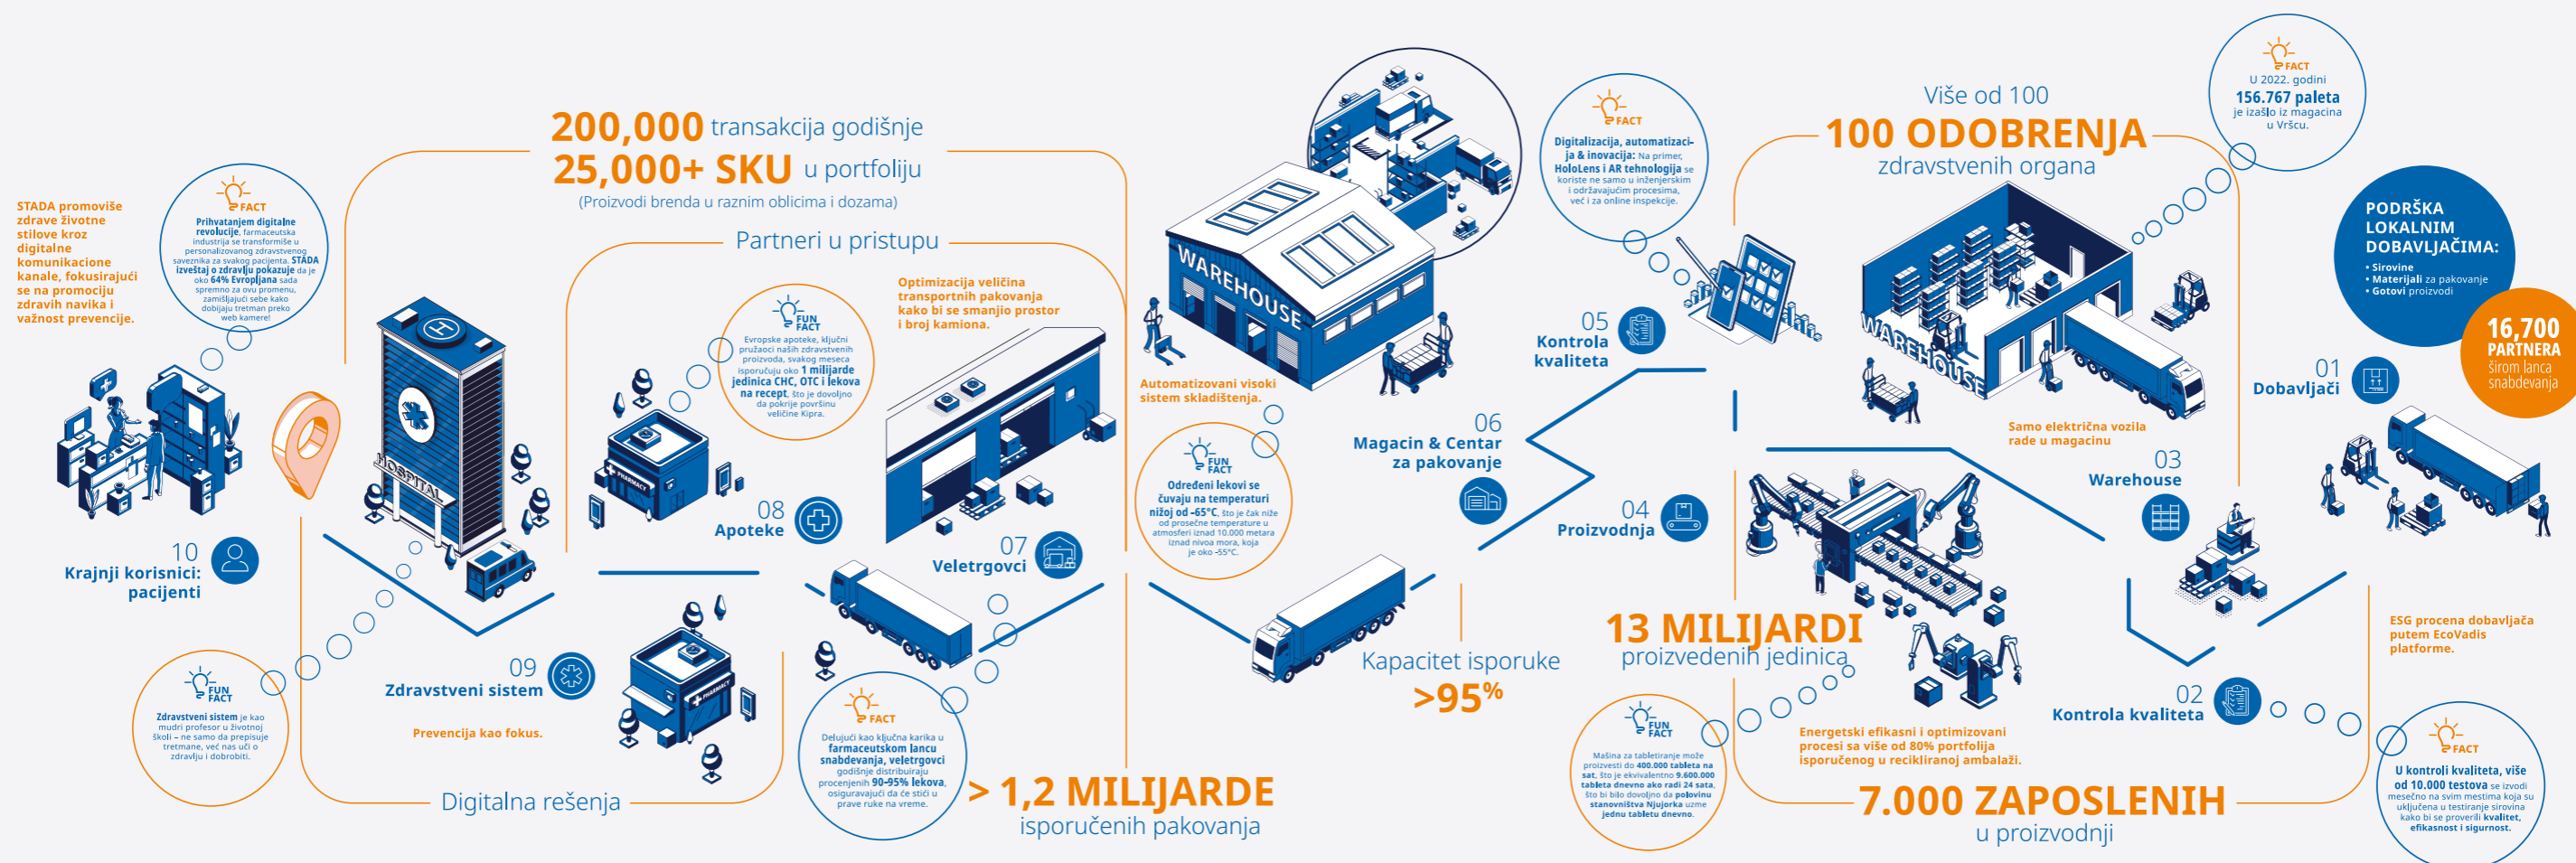 STADA promoviše
zdrave životne
stilove kroz
digitalne
komunikacione
kanale, fokusirajući
se na promociju
zdravih navika i
važnost prevencije.
FACT
Prihvatanjem digitalne
revolucije, farmaceutska
industrija se transformiše u
personalizovanog zdravstvenog
saveznika za svakog pacijenta. STADA
izveštaj o zdravlju pokazuje da je
oko 64% Evropljana sada
spremno za ovu promenu,
zamišljajući sebe kako
dobijaju tretman preko
web kamere!
10
Krajnji korisnici:
pacijenti
H
HOSPITAL
FUN
FACT
Zdravstveni sistem je kao
mudri profesor u životnoj
školi – ne samo da prepisuje
tretmane, već nas uči o
zdravlju i dobrobiti.
09
Zdravstveni sistem
Prevencija kao fokus.
PHARMACY
Digitalna rešenja
200,000 transakcija godišnje
25,000+ SKU u portfoliju
(Proizvodi brenda u raznim oblicima i dozama)
Partneri u pristupu
FUN
FACT
Evropske apoteke, ključni
pružaoci naših zdravstvenih
proizvoda, svakog meseca
isporučuju oko 1 milijarde
jedinica CHC, OTC i lekova
na recept, što je dovoljno
da pokrije površinu
veličine Kipra.
PHARMACY
08
Apoteke
Optimizacija veličina
transportnih pakovanja
kako bi se smanjio prostor
i broj kamiona.
07
Veletrgovci
FACT
Delujući kao ključna karika u
farmaceutskom lancu
snabdevanja, veletrgovci
godišnje distribuiraju
procenjenih 90-95% lekova,
osiguravajući da će stići u
prave ruke na vreme.
> 1,2 MILIJARDE
isporučenih pakovanja
WAREHOUSE
Automatizovani visoki
sistem skladištenja.
FUN
FACT
Određeni lekovi se
čuvaju na temperaturi
nižoj od -65°C, što je čak niže
od prosečne temperature u
atmosferi iznad 10.000 metara
iznad nivoa mora, koja
je oko -55°C.
06
Magacin & Centar
za pakovanje
Kapacitet isporuke
>95%
FACT
Digitalizacija, automatizaci-
ja & inovacija: Na primer,
HoloLens i AR tehnologija se
koriste ne samo u inženjerskim
i održavajućim procesima,
već i za online inspekcije.
05
Kontrola
kvaliteta
04
Proizvodnja
13 MILIJARDI
proizvedenih jedinica
FUN
FACT
Mašina za tabletiranje može
proizvesti do 400.000 tableta na
sat, što je ekvivalentno 9.600.000
tableta dnevno ako radi 24 sata,
što bi bilo dovoljno da polovinu
stanovništva Njujorka uzme
jednu tabletu dnevno.
Više od 100
100 ODOBRENJA
zdravstvenih organa
WAREHOUSE
Samo električna vozila
rade u magacinu
03
Warehouse
Energetski efikasni i optimizovani
procesi sa više od 80% portfolija
isporučenog u recikliranoj ambalaži.
7.000 ZAPOSLENIH
u proizvodnji
FACT
U 2022. godini
156.767 paleta
je izašlo iz magacina
u Vršcu.
PODRŠKA
LOKALNIM
DOBAVLJAČIMA:
• Sirovine
• Materijali za pakovanje
• Gotovi proizvodi
16,700
PARTNERA
širom lanca
snabdevanja
01
Dobavljači
ESG procena dobavljača
putem EcoVadis
platforme.
02
Kontrola kvaliteta
FACT
U kontroli kvaliteta, više
od 10.000 testova se izvodi
mesečno na svim mestima koja su
uključena u testiranje sirovina
kako bi se proverili kvalitet,
efikasnost i sigurnost.